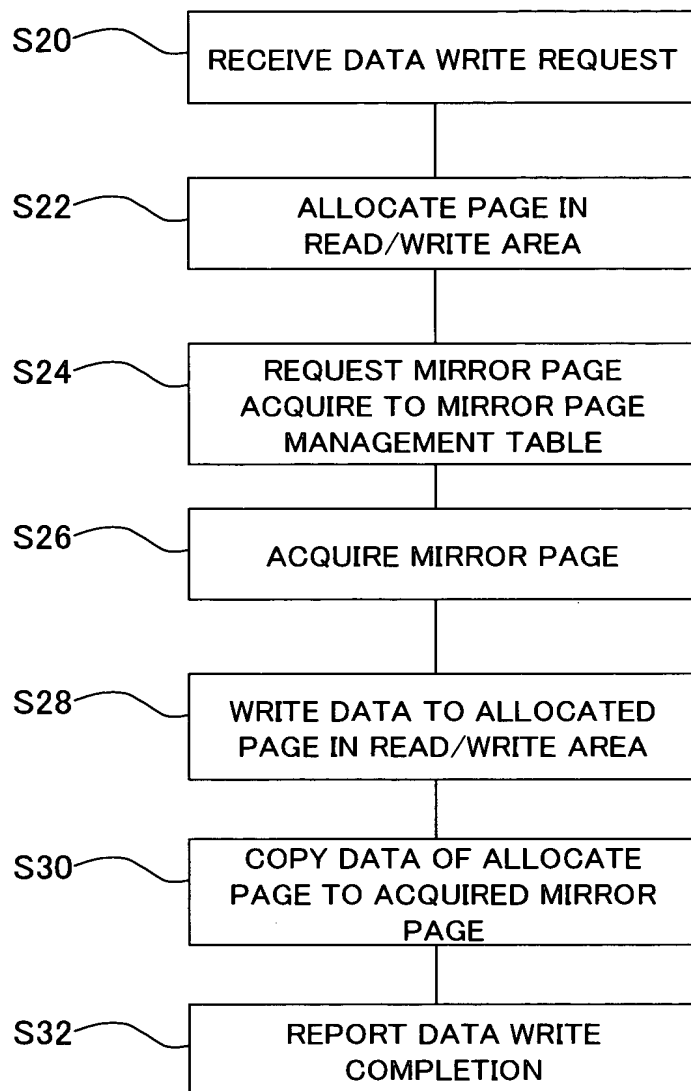 S20
RECEIVE DATA WRITE REQUEST
S22
ALLOCATE PAGE IN
READ/WRITE AREA
S24
REQUEST MIRROR PAGE
ACQUIRE TO MIRROR PAGE
MANAGEMENT TABLE
S26
ACQUIRE MIRROR PAGE
S28
WRITE DATA TO ALLOCATED
PAGE IN READ/WRITE AREA
S30
COPY DATA OF ALLOCATE
PAGE TO ACQUIRED MIRROR
PAGE
S32
REPORT DATA WRITE
COMPLETION